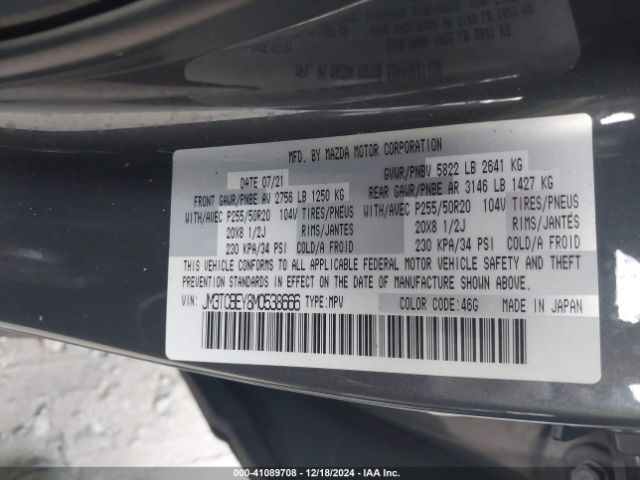 MFD. BY MAZDA MOTOR CORPORATION
DATE 07/21 GVWR/PNBV 5822 LB 2641 KG
FRONT GAWR/PNBE AV 2756 LB 1250 KG REAR GAWR/PNBE AR 3146 LB 1427 KG
WITH/AVEC P255/50R20 104V TIRES/PNEUS WITH/AVEC P255/50R20 104V TIRES/PNEUS
20X8 1/2J RIMS/JANTES 20X8 1/2J RIMS/JANTES
230 KPA/34 PSI COLD/A FROID 230 KPA/34 PSI COLD/A FROID
THIS VEHICLE CONFORMS TO ALL APPLICABLE FEDERAL MOTOR VEHICLE SAFETY AND THEFT
PREVENTION STANDARDS IN EFFECT ON THE DATE OF MANUFACTURE SHOWN ABOVE.
VIN: JM3TCBEY8M0538666 TYPE:MPV COLOR CODE:46G MADE IN JAPAN
000-41089708 - 12/18/2024 - IAA Inc.